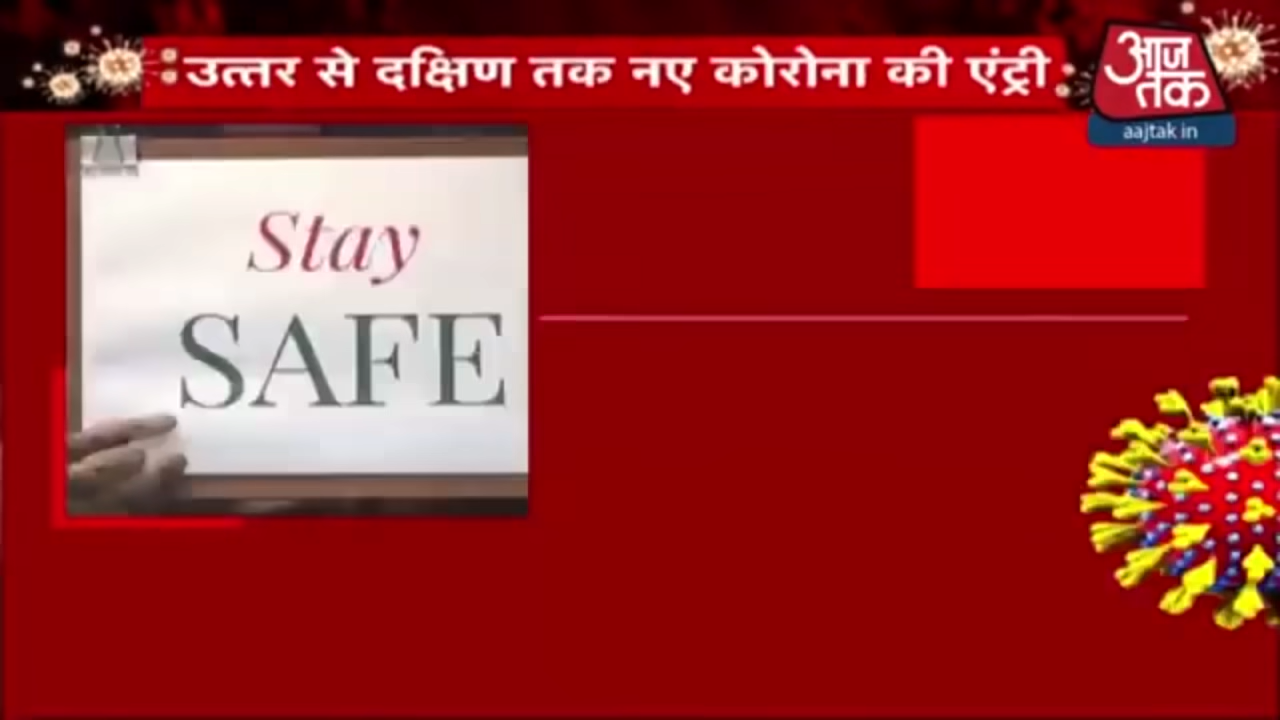 उत्तर से दक्षिण तक नए कोरोना की एंट्री
आज
तक
aajtak.in
Stay
SAFE